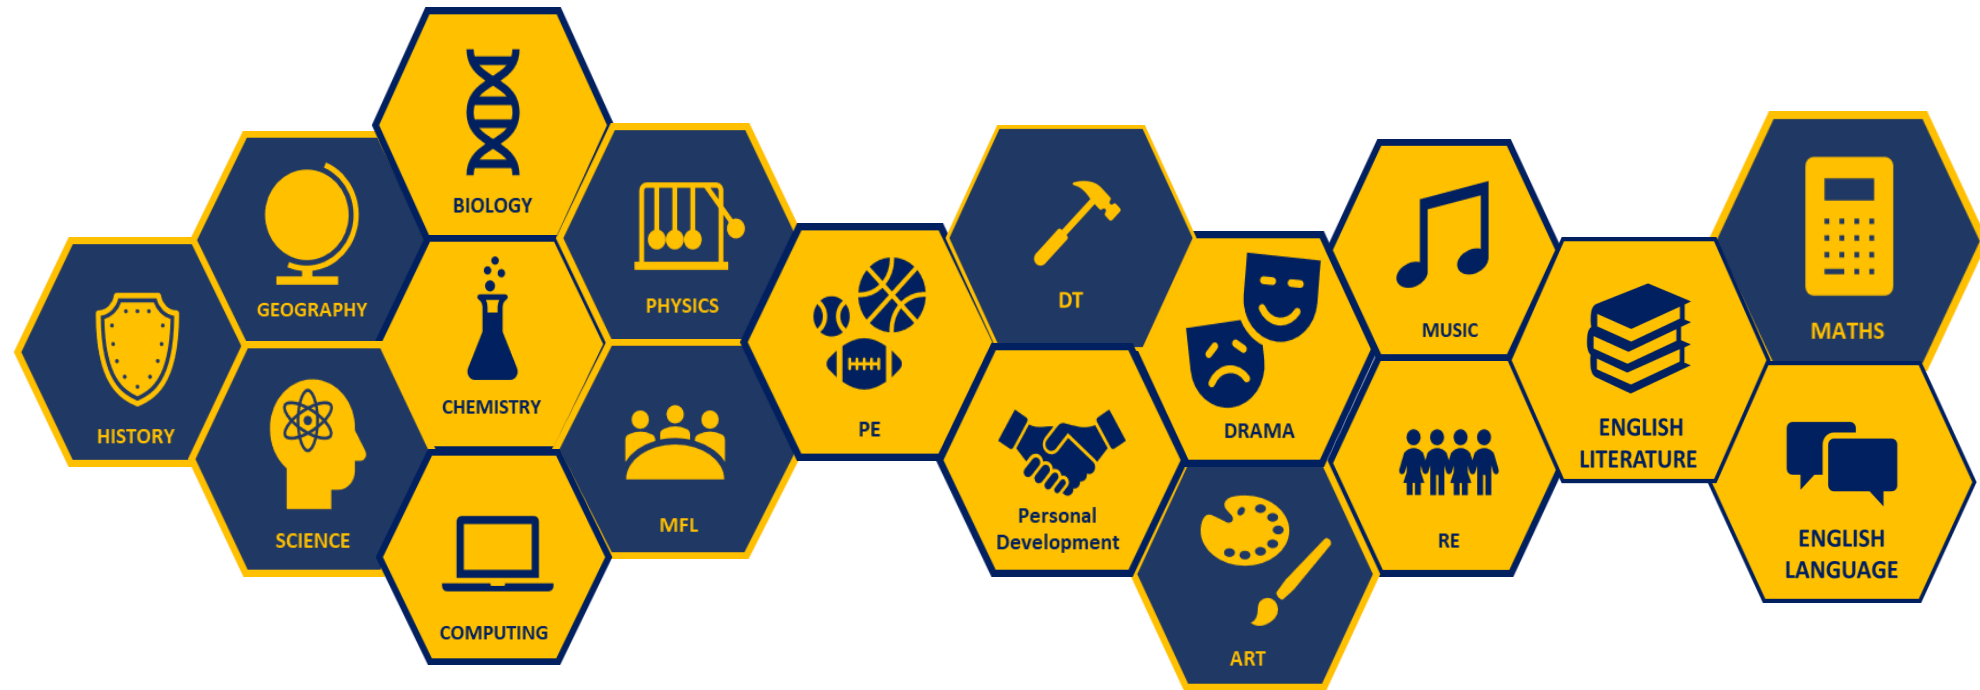 HISTORY
GEOGRAPHY
SCIENCE
BIOLOGY
CHEMISTRY
COMPUTING
PHYSICS
MFL
PE
DT
Personal
Development
DRAMA
ART
MUSIC
RE
ENGLISH
LITERATURE
MATHS
ENGLISH
LANGUAGE